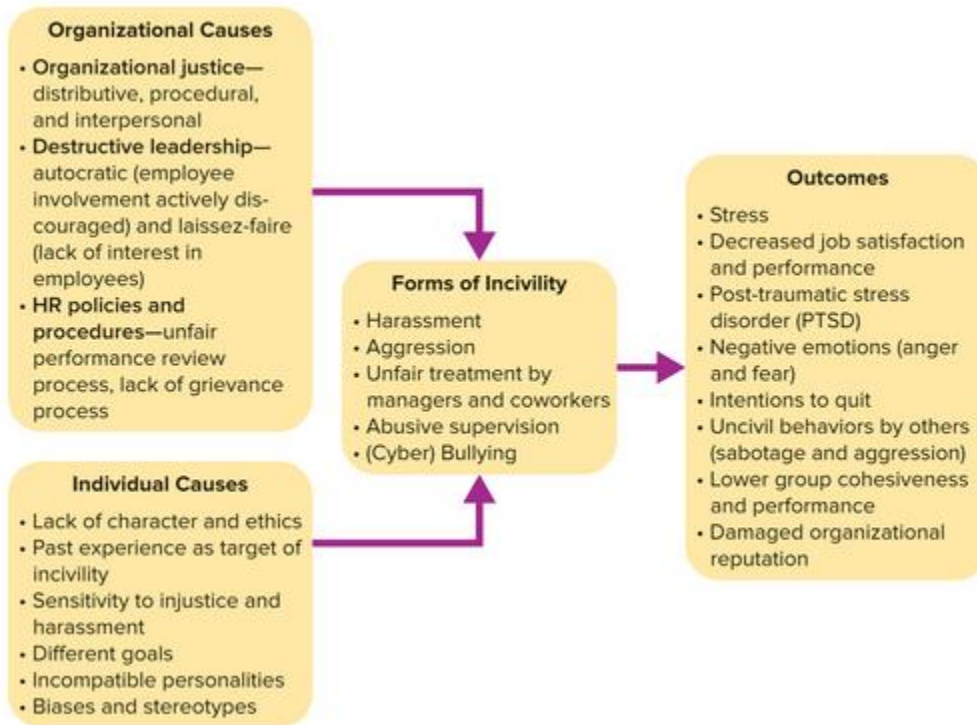 Organizational Causes
• Organizational justice—
distributive, procedural,
and interpersonal
• Destructive leadership—
autocratic (employee
involvement actively dis-
couraged) and laissez-faire
(lack of interest in
employees)
• HR policies and
procedures—unfair
performance review
process, lack of grievance
process
Individual Causes
• Lack of character and ethics
• Past experience as target of
incivility
• Sensitivity to injustice and
harassment
• Different goals
• Incompatible personalities
• Biases and stereotypes
Forms of Incivility
• Harassment
• Aggression
• Unfair treatment by
managers and coworkers
• Abusive supervision
• (Cyber) Bullying
Outcomes
• Stress
• Decreased job satisfaction
and performance
• Post-traumatic stress
disorder (PTSD)
• Negative emotions (anger
and fear)
• Intentions to quit
• Uncivil behaviors by others
(sabotage and aggression)
• Lower group cohesiveness
and performance
• Damaged organizational
reputation